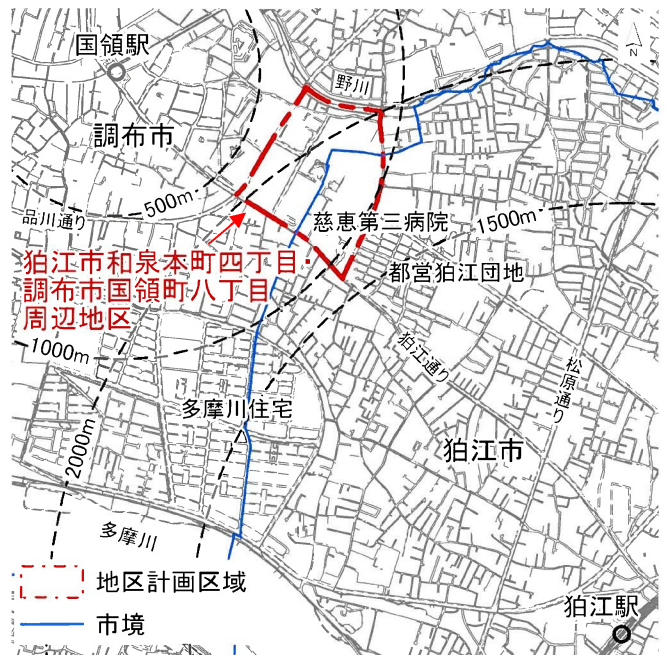 国領駅
N
野川
調布市
500m
品川通り
慈恵第三病院
1500m
狛江市和泉本町四丁目・
調布市国領町八丁目
周辺地区
都営狛江団地
1000m
狛江通り
松原通り
多摩川住宅
狛江市
2000m
多摩川
地区計画区域
狛江駅
市境